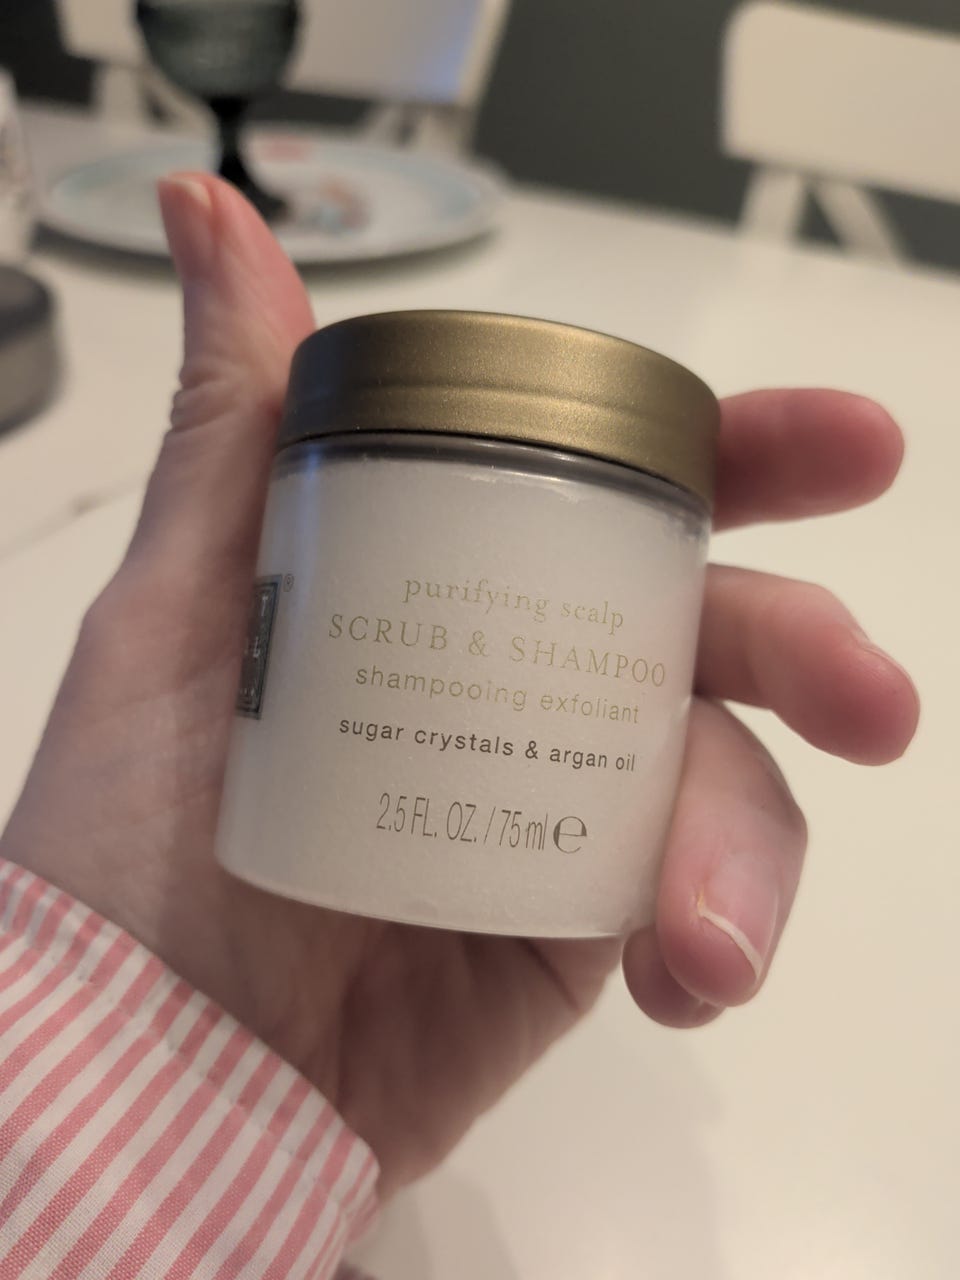 ®
purifying scalp
SCRUB & SHAMPOO
shampooing exfoliant
sugar crystals & argan oil
2.5 FL. OZ. / 75 ml ℮